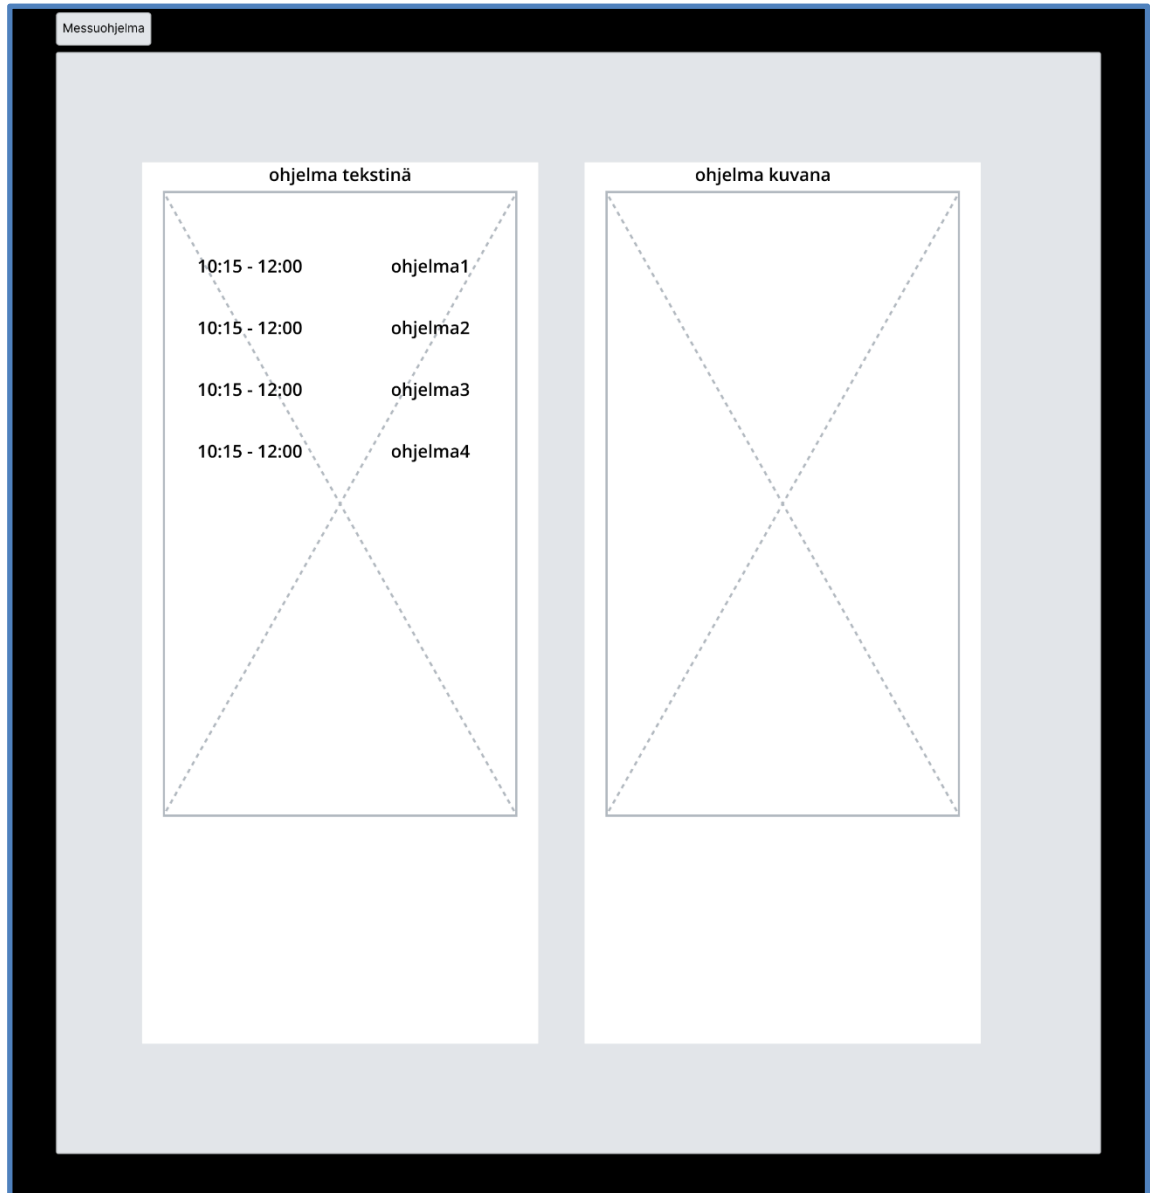 Messuohjelma
ohjelma tekstinä
10:15 - 12:00 ohjelma1
10:15 - 12:00 ohjelma2
10:15 - 12:00 ohjelma3
10:15 - 12:00 ohjelma4
ohjelma kuvana